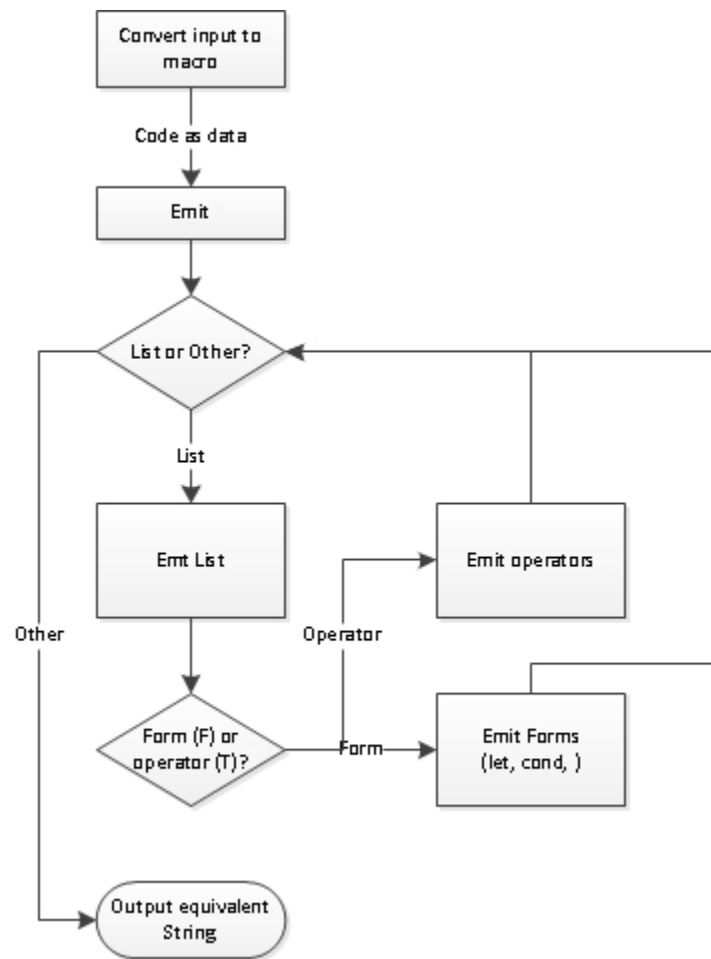 Convert input to
macro
Code as data
Emit
List or Other?
List
Emt List
Emit operators
Other
Operator
Form (F) or
operator (T)?
Form
Emit Forms
(let, cond, )
Output equivalent
String